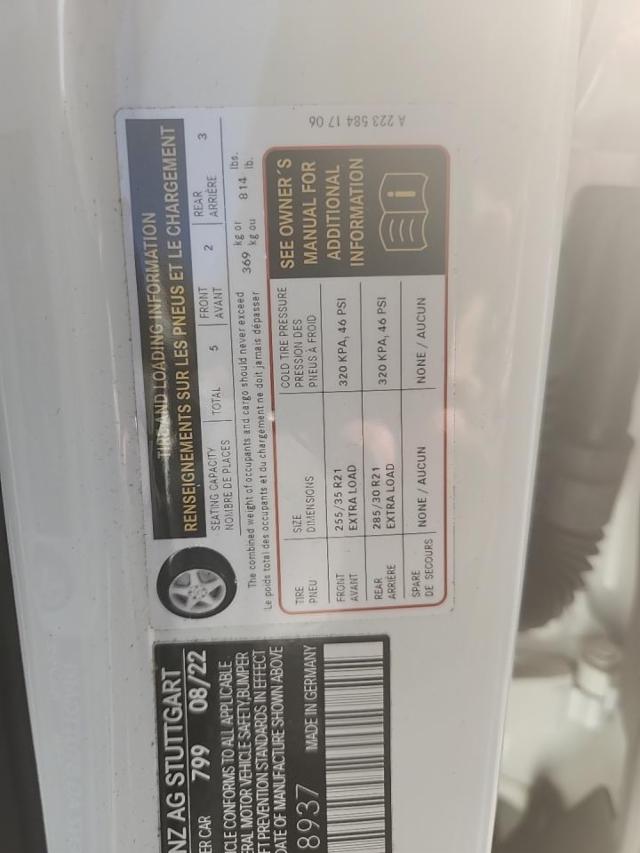 TIRE AND LOADING INFORMATION
RENSEIGNEMENTS SUR LES PNEUS ET LE CHARGEMENT
SEATING CAPACITY
NOMBRE DE PLACES
TOTAL 5
FRONT
AVANT
2
REAR
ARRIÈRE
3
The combined weight of occupants and cargo should never exceed 369 kg or 814 lbs.
Le poids total des occupants et du chargement ne doit jamais dépasser kg ou lb.
TIRE
PNEU
SIZE
DIMENSIONS
COLD TIRE PRESSURE
PRESSION DES
PNEUS À FROID
FRONT
AVANT
255/35 R21
EXTRA LOAD
320 KPA, 46 PSI
REAR
ARRIÈRE
285/30 R21
EXTRA LOAD
320 KPA, 46 PSI
SPARE
DE SECOURS
NONE / AUCUN
NONE / AUCUN
SEE OWNER'S
MANUAL FOR
ADDITIONAL
INFORMATION
A 223 584 17 06
NZ AG STUTTGART
ER CAR 799 08/22
ICLE CONFORMS TO ALL APPLICABLE
ERAL MOTOR VEHICLE SAFETY,BUMPER
FT PREVENTION STANDARDS IN EFFECT
DATE OF MANUFACTURE SHOWN ABOVE
8937 MADE IN GERMANY